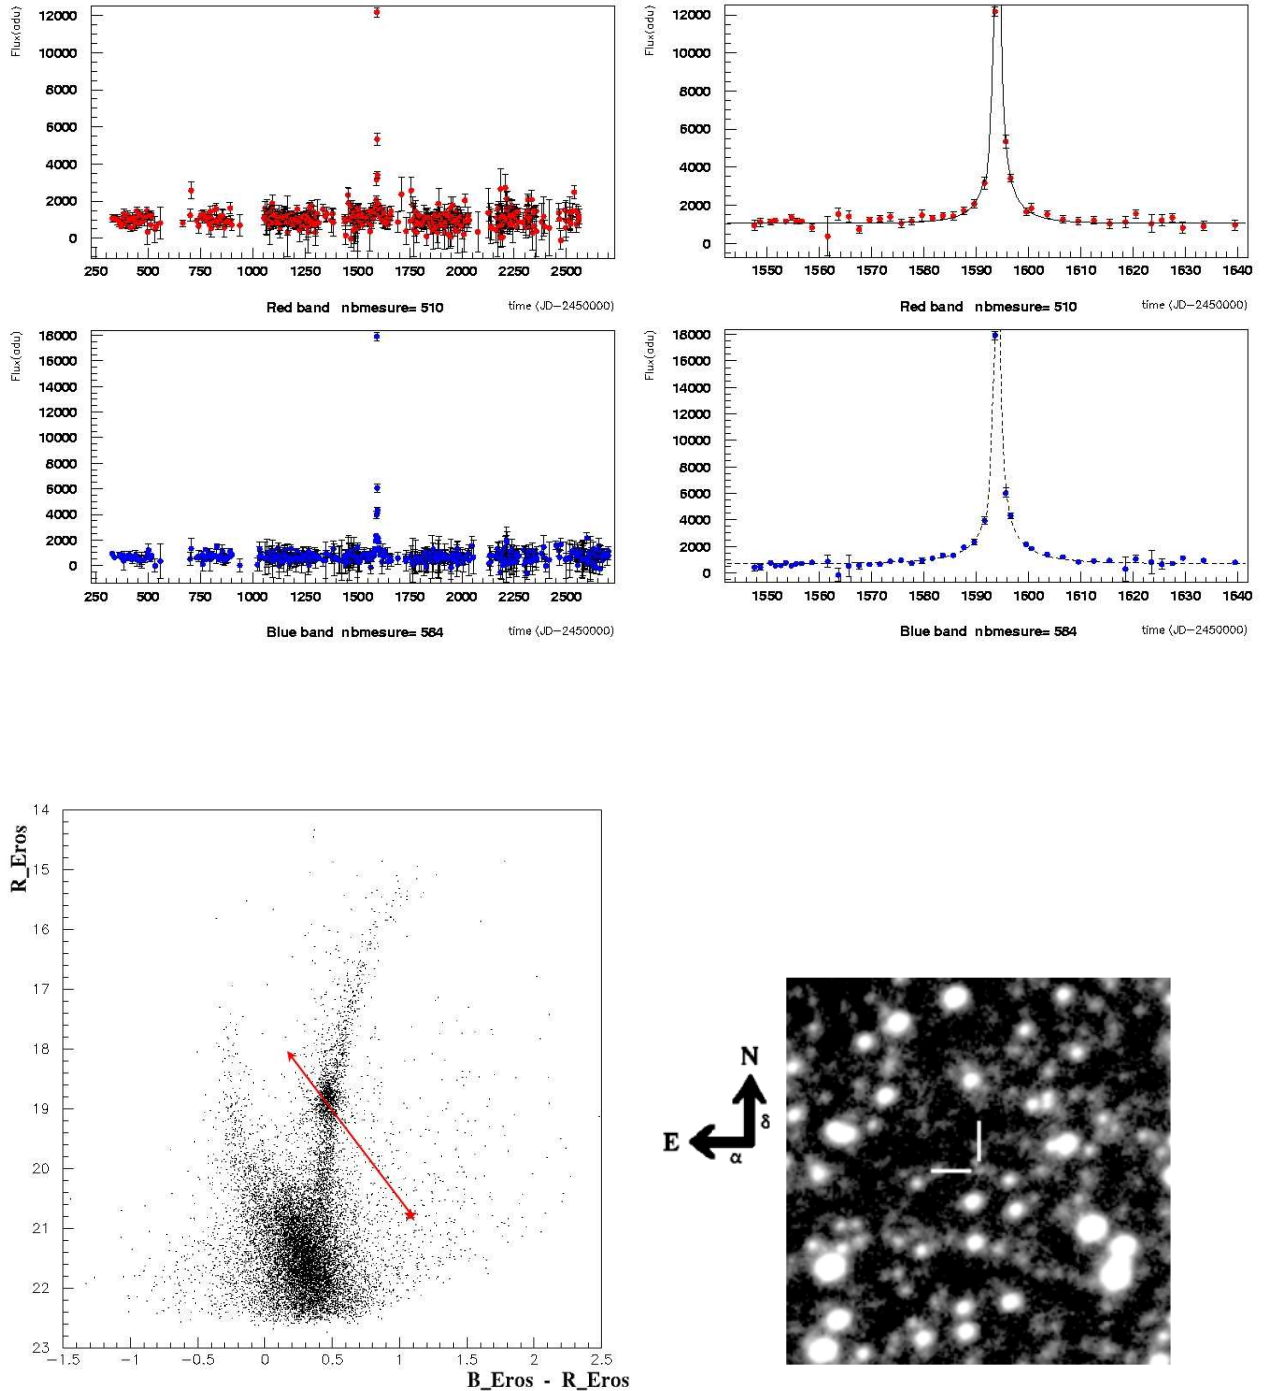 Flux(adu)
12000
10000
8000
6000
4000
2000
0
250 500 750 1000 1250 1500 1750 2000 2250 2500
Red band nbmesure= 510 time (JD-2450000)
Flux(adu)
12000
10000
8000
6000
4000
2000
0
1550 1560 1570 1580 1590 1600 1610 1620 1630 1640
Red band nbmesure= 510 time (JD-2450000)
Flux(adu)
18000
16000
14000
12000
10000
8000
6000
4000
2000
0
250 500 750 1000 1250 1500 1750 2000 2250 2500
Blue band nbmesure= 584 time (JD-2450000)
Flux(adu)
18000
16000
14000
12000
10000
8000
6000
4000
2000
0
1550 1560 1570 1580 1590 1600 1610 1620 1630 1640
Blue band nbmesure= 584 time (JD-2450000)
R_Eros
14
15
16
17
18
19
20
21
22
23
-1.5 -1 -0.5 0 0.5 1 1.5 2 2.5
B_Eros - R_Eros
N
δ
E
α